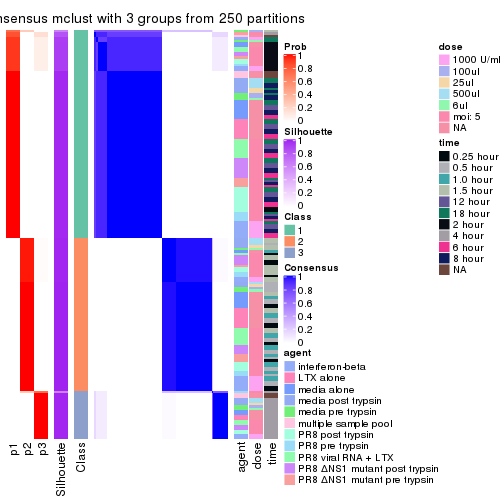 nsensus mclust with 3 groups from 250 partitions
Prob
1
0.8
0.6
0.4
0.2
0
Silhouette
1
0.8
0.6
0.4
0.2
0
Class
1
2
3
Consensus
1
0.8
0.6
0.4
0.2
0
agent
interferon-beta
LTX alone
media alone
media post trypsin
media pre trypsin
multiple sample pool
PR8 post trypsin
PR8 pre trypsin
PR8 viral RNA + LTX
PR8 ΔNS1 mutant post trypsin
PR8 ΔNS1 mutant pre trypsin
dose
1000 U/ml
100ul
25ul
500ul
6ul
moi: 5
NA
time
0.25 hour
0.5 hour
1.0 hour
1.5 hour
12 hour
18 hour
2 hour
4 hour
6 hour
8 hour
NA
p1
p2
p3
Silhouette
Class
agent
dose
time